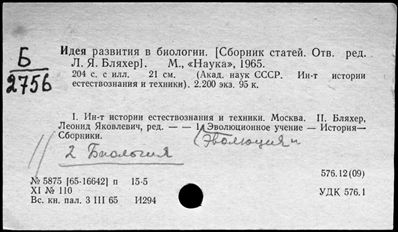 Б
2756
Идея развития в биологии. [Сборник статей. Отв. ред.
Л. Я. Бляхер]. М., «Наука», 1965.
204 с. с илл. 21 см. (Акад. наук СССР. Ин-т истории
естествознания и техники). 2.200 экз. 95 к.
I. Ин-т истории естествознания и техники. Москва. II. Бляхер,
Леонид Яковлевич, ред. — — 1. Эволюционное учение — История—
Сборники.
(Эволюция
2 Биология
576.12(09)
№ 5875 [65-16642] п 15-5
XI № 110
УДК 576.1
Вс. кн. пал. 3 III 65 И294